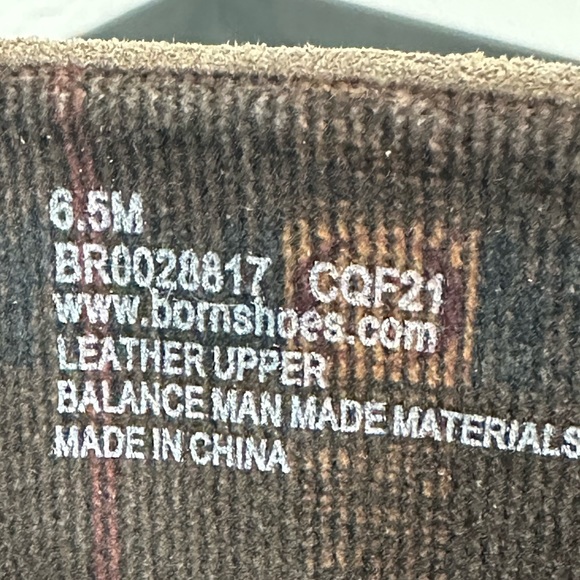 6.5M
BR0028817 CQF21
www.bornshoes.com
LEATHER UPPER
BALANCE MAN MADE MATERIALS
MADE IN CHINA